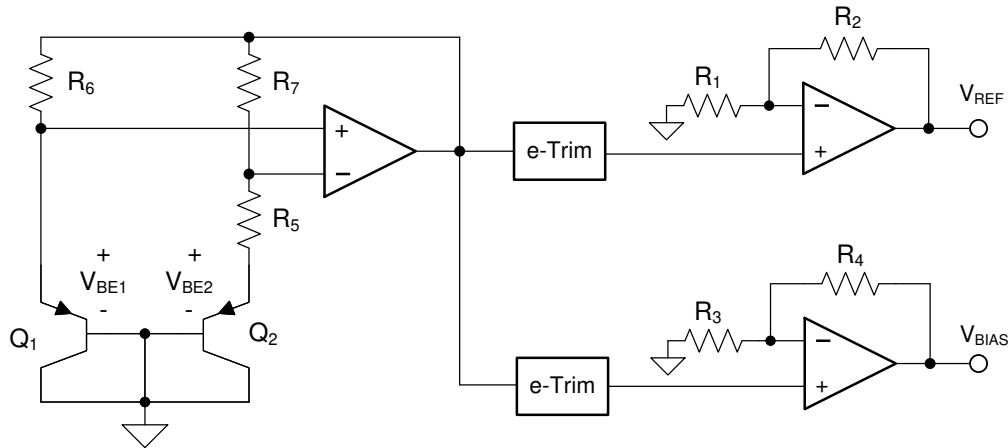 R2
R1
R6
R7
VREF
+
−
−
+
e-Trim
R5
+
+
VBE1
VBE2
-
-
Q1
Q2
R4
R3
VBIAS
−
+
e-Trim